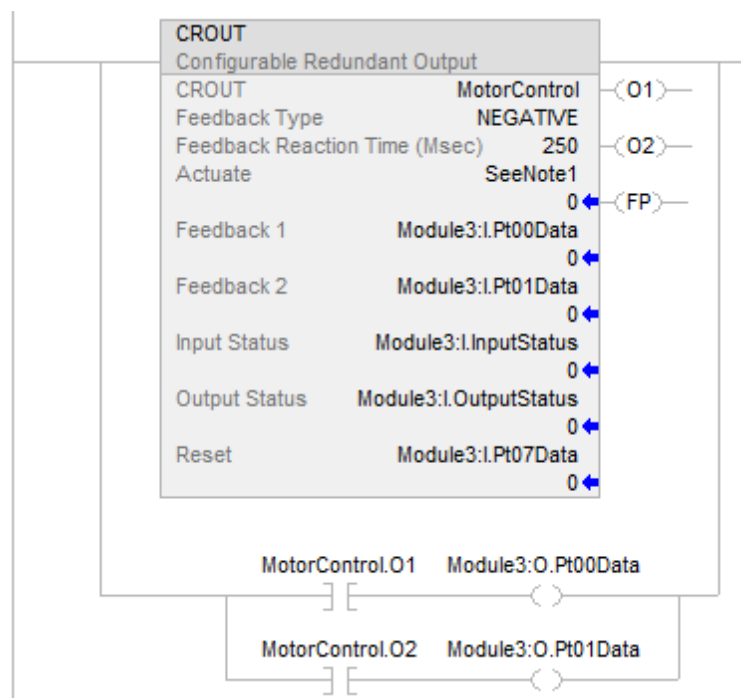 CROUT
Configurable Redundant Output
CROUT MotorControl O1
Feedback Type NEGATIVE
Feedback Reaction Time (Msec) 250 O2
Actuate SeeNote1
0 FP
Feedback 1 Module3:I.Pt00Data
0
Feedback 2 Module3:I.Pt01Data
0
Input Status Module3:I.InputStatus
0
Output Status Module3:I.OutputStatus
0
Reset Module3:I.Pt07Data
0
MotorControl.O1 Module3:O.Pt00Data
MotorControl.O2 Module3:O.Pt01Data